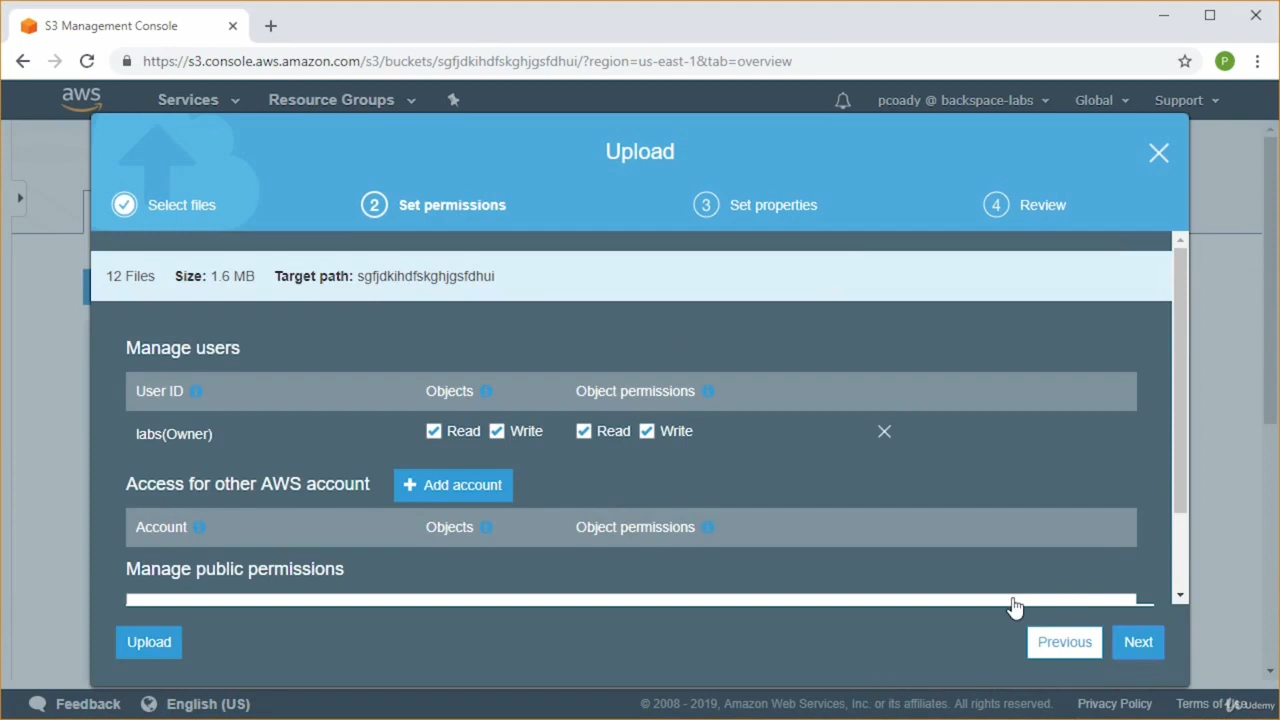 S3 Management Console
https://s3.console.aws.amazon.com/s3/buckets/sgfjdkihdfskghjgsfdhui/?region=us-east-1&tab=overview
P
aws Services Resource Groups pcoady @ backspace-labs Global Support
Upload
Select files 2 Set permissions 3 Set properties 4 Review
12 Files Size: 1.6 MB Target path: sgfjdkihdfskghjgsfdhui
Manage users
User ID Objects Object permissions
labs(Owner) Read Write Read Write
Access for other AWS account Add account
Account Objects Object permissions
Manage public permissions
Upload Previous Next
Feedback English (US) © 2008 - 2019, Amazon Web Services, Inc. or its affiliates. All rights reserved. Privacy Policy Terms of
Udemy